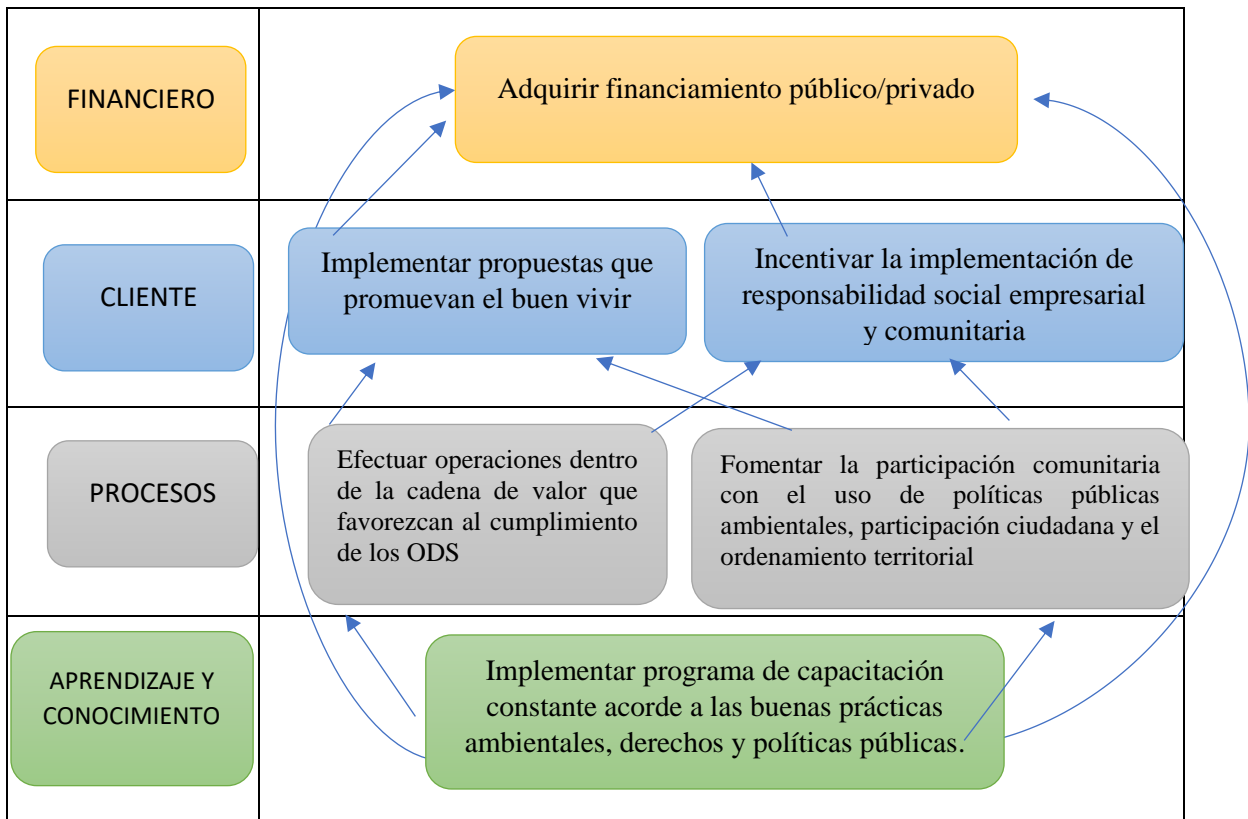 FINANCIERO
Adquirir financiamiento público/privado
CLIENTE
Implementar propuestas que
promuevan el buen vivir
Incentivar la implementación de
responsabilidad social empresarial
y comunitaria
PROCESOS
Efectuar operaciones dentro
de la cadena de valor que
favorezcan al cumplimiento
de los ODS
Fomentar la participación comunitaria
con el uso de políticas públicas
ambientales, participación ciudadana y el
ordenamiento territorial
APRENDIZAJE Y
CONOCIMIENTO
Implementar programa de capacitación
constante acorde a las buenas prácticas
ambientales, derechos y políticas públicas.